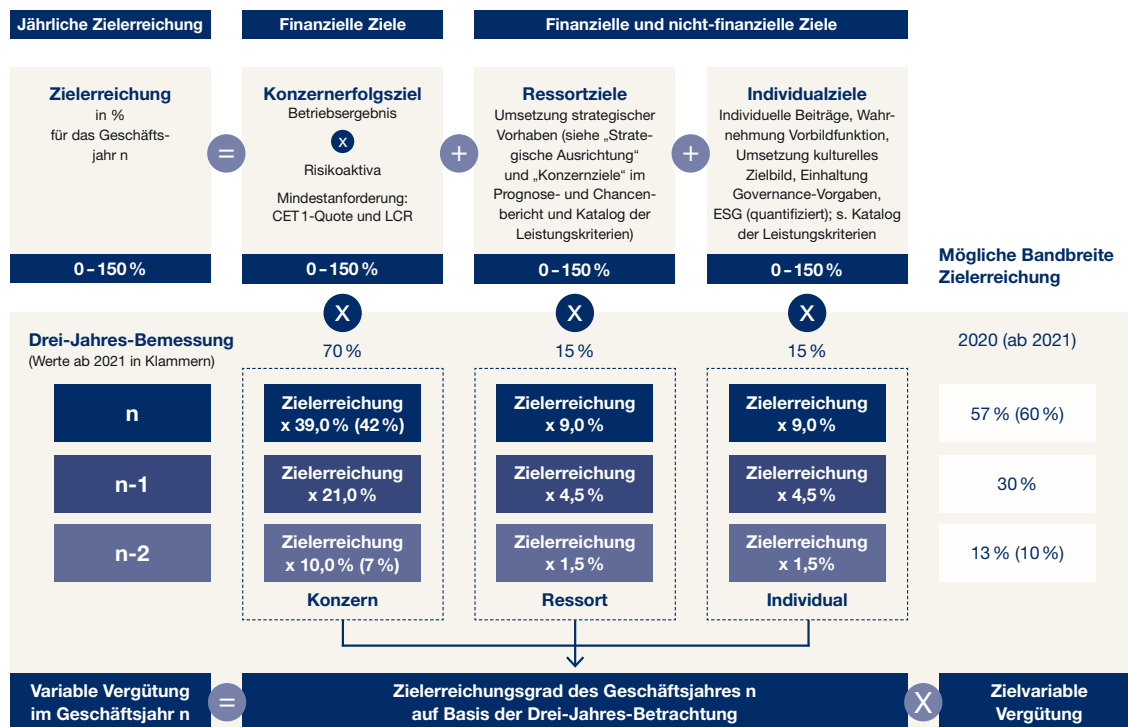 Jährliche Zielerreichung
Finanzielle Ziele
Finanzielle und nicht-finanzielle Ziele
Zielerreichung
in %
für das Geschäfts-
jahr n
0 – 150 %
=
Konzernerfolgsziel
Betriebsergebnis
x
Risikoaktiva
Mindestanforderung:
CET 1-Quote und LCR
0 – 150 %
+
Ressortziele
Umsetzung strategischer
Vorhaben (siehe „Strate-
gische Ausrichtung“
und „Konzernziele“ im
Prognose- und Chancen-
bericht und Katalog der
Leistungskriterien)
0 – 150 %
+
Individualziele
Individuelle Beiträge, Wahr-
nehmung Vorbildfunktion,
Umsetzung kulturelles
Zielbild, Einhaltung
Governance-Vorgaben,
ESG (quantifiziert); s. Katalog
der Leistungskriterien
0 – 150 %
Mögliche Bandbreite
Zielerreichung
X
X
X
Drei-Jahres-Bemessung
(Werte ab 2021 in Klammern)
70 %
15 %
15 %
2020 (ab 2021)
n
Zielerreichung
x 39,0 % (42 %)
Zielerreichung
x 9,0 %
Zielerreichung
x 9,0 %
57 % (60 %)
n-1
Zielerreichung
x 21,0 %
Zielerreichung
x 4,5 %
Zielerreichung
x 4,5 %
30 %
n-2
Zielerreichung
x 10,0 % (7 %)
Zielerreichung
x 1,5 %
Zielerreichung
x 1,5%
13 % (10 %)
Konzern
Ressort
Individual
Variable Vergütung
im Geschäftsjahr n
=
Zielerreichungsgrad des Geschäftsjahres n
auf Basis der Drei-Jahres-Betrachtung
X
Zielvariable
Vergütung